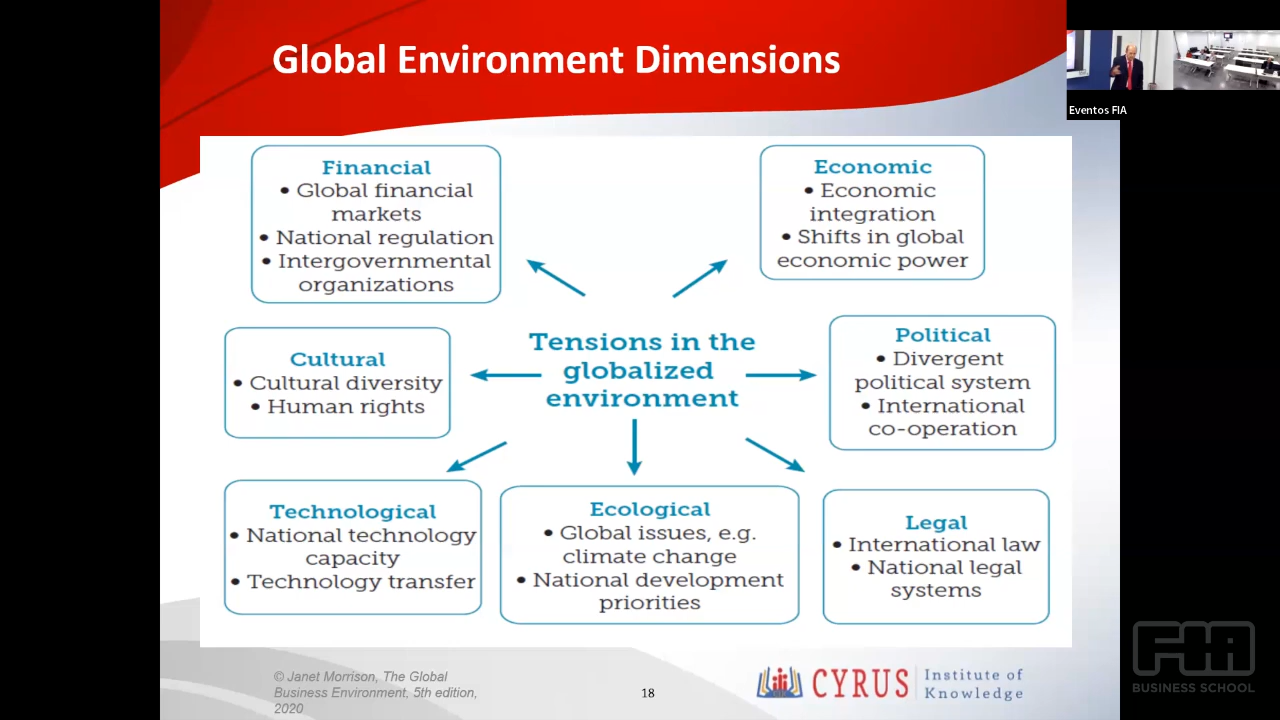 Global Environment Dimensions
Eventos FIA
Financial
• Global financial
markets
• National regulation
• Intergovernmental
organizations
Economic
• Economic
integration
• Shifts in global
economic power
Cultural
• Cultural diversity
• Human rights
Tensions in the
globalized
environment
Political
• Divergent
political system
• International
co-operation
Technological
• National technology
capacity
• Technology transfer
Ecological
• Global issues, e.g.
climate change
• National development
priorities
Legal
• International law
• National legal
systems
© Janet Morrison, The Global
Business Environment, 5th edition,
2020
18
CYRUS
Institute of
Knowledge
FIA
BUSINESS SCHOOL